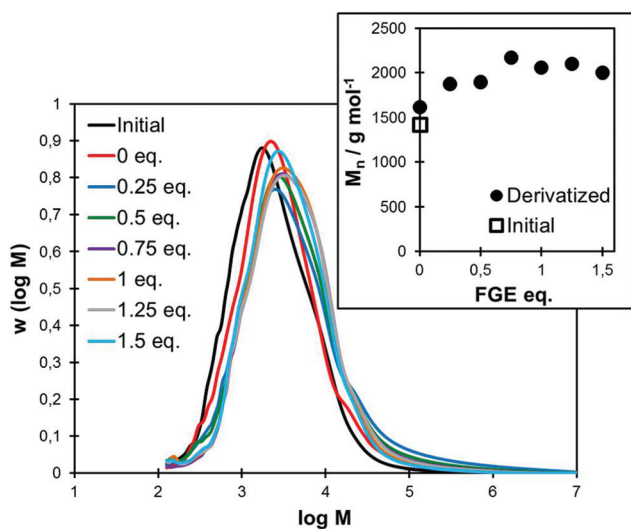 2500
2000
1500
1000
500
0
0
0,5
1
1,5
FGE eq.
Mn / g mol-1
Derivatized
Initial
1
0,9
0,8
0,7
0,6
0,5
0,4
0,3
0,2
0,1
0
w (log M)
Initial
0 eq.
0.25 eq.
0.5 eq.
0.75 eq.
1 eq.
1.25 eq.
1.5 eq.
1
2
3
4
5
6
7
log M